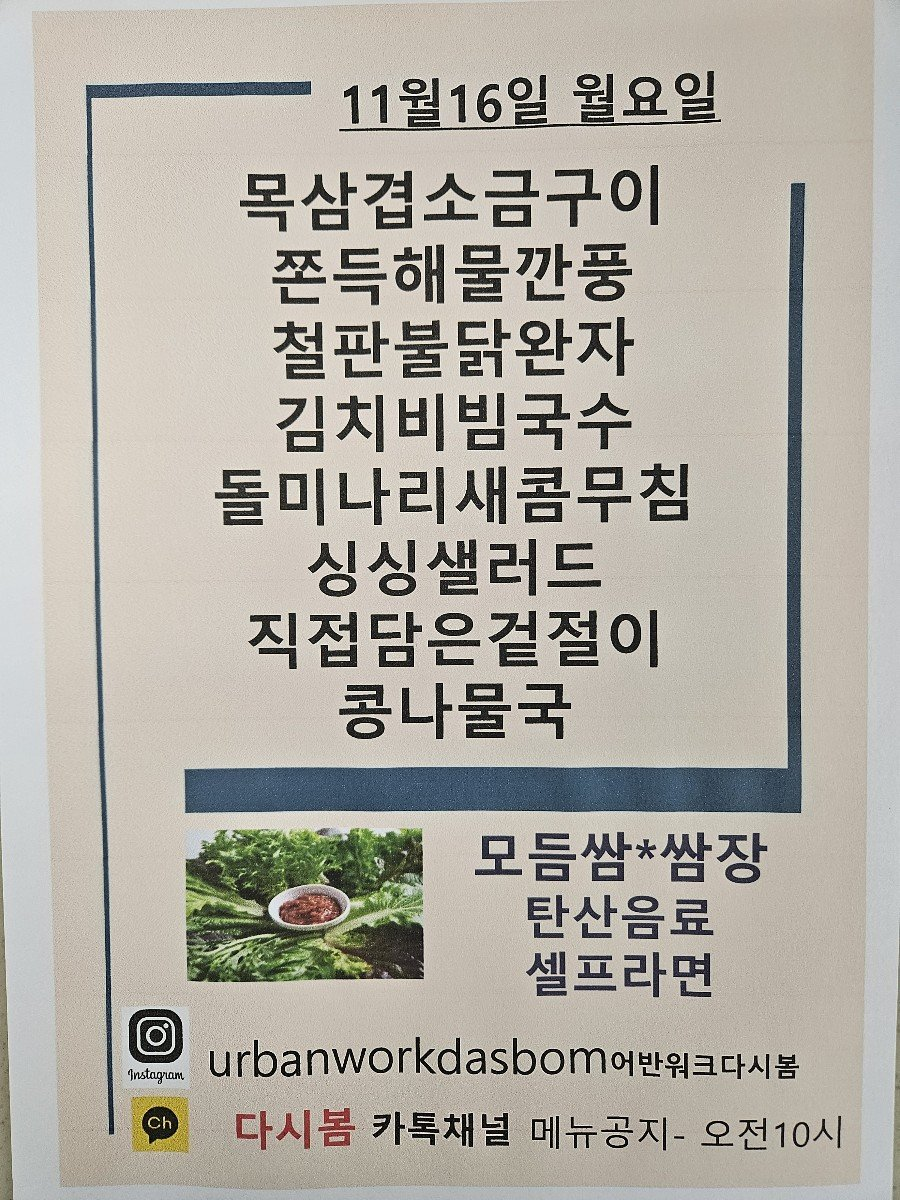 11월16일 월요일
목삼겹소금구이
쫀득해물깐풍
철판불닭완자
김치비빔국수
돌미나리새콤무침
싱싱샐러드
직접담은겉절이
콩나물국
모듬쌈*쌈장
탄산음료
셀프라면
Instagram
urbanworkdasbom어반워크다시봄
Ch
다시봄 카톡채널 메뉴공지- 오전10시